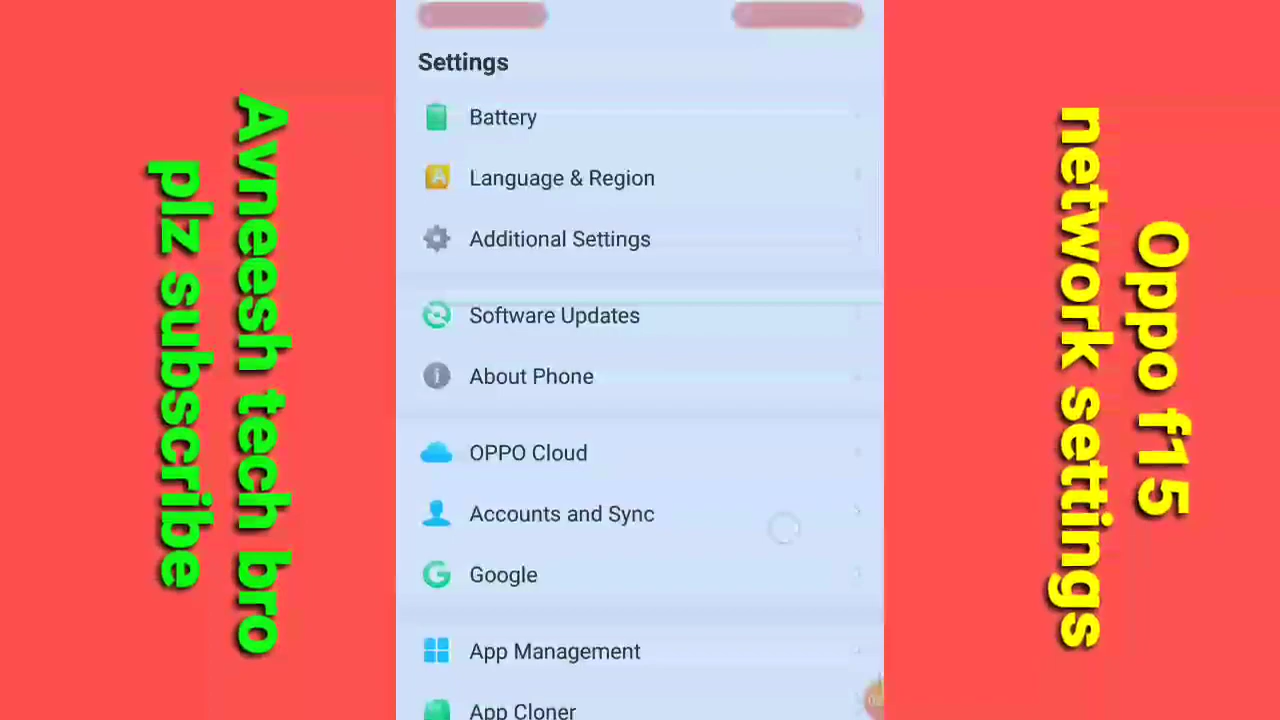 Avneesh tech bro
plz subscribe
Settings
Battery
Language & Region
Additional Settings
Software Updates
About Phone
OPPO Cloud
Accounts and Sync
Google
App Management
App Cloner
Oppo f15
network settings